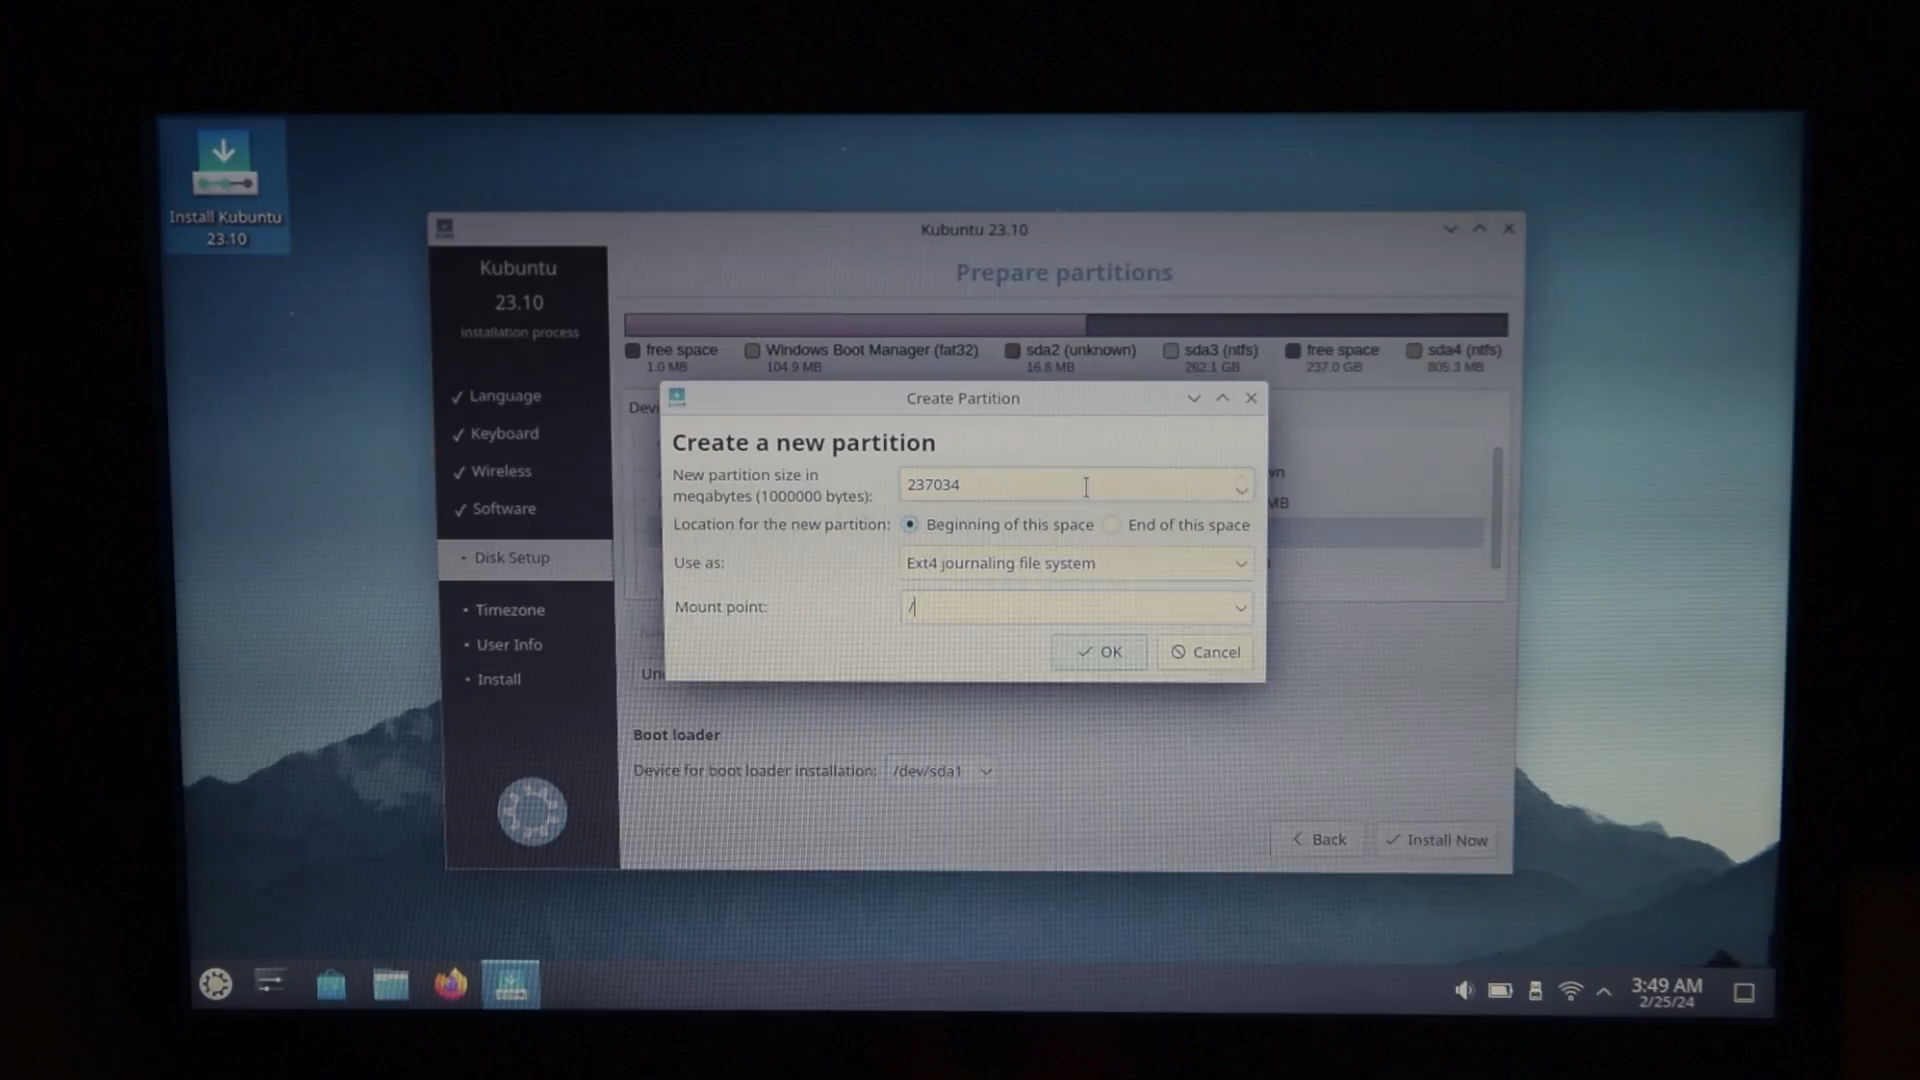 Install Kubuntu
23.10
Kubuntu 23.10
Kubuntu
23.10
installation process
✓ Language
✓ Keyboard
✓ Wireless
✓ Software
• Disk Setup
• Timezone
• User Info
• Install
Prepare partitions
free space
1.0 MB
Windows Boot Manager (fat32)
104.9 MB
sda2 (unknown)
16.8 MB
sda3 (ntfs)
262.1 GB
free space
237.0 GB
sda4 (ntfs)
805.3 MB
Devi
wn
MB
Create Partition
Create a new partition
New partition size in
megabytes (1000000 bytes):
237034
Location for the new partition:
Beginning of this space
End of this space
Use as:
Ext4 journaling file system
Mount point:
/
OK
Cancel
Un
Boot loader
Device for boot loader installation:
/dev/sda1
Back
Install Now
3:49 AM
2/25/24